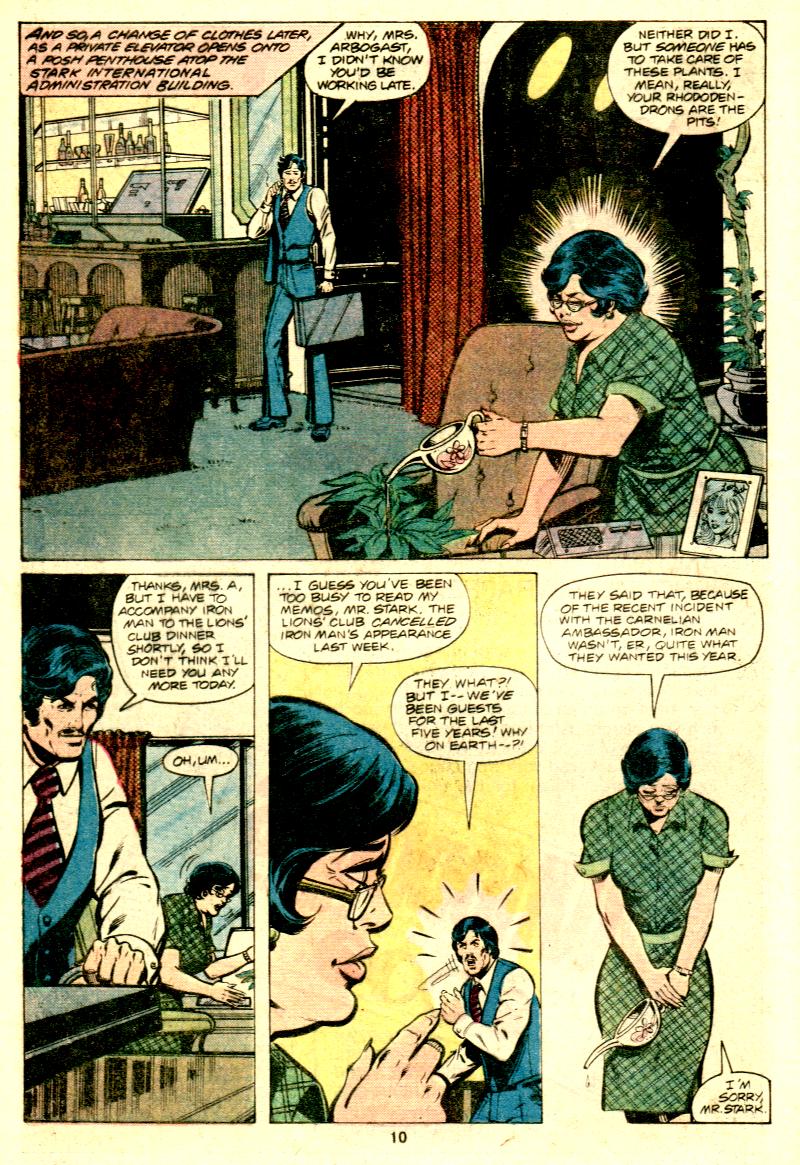 AND SO, A CHANGE OF CLOTHES LATER,
AS A PRIVATE ELEVATOR OPENS ONTO
A POSH PENTHOUSE ATOP THE
STARK INTERNATIONAL
ADMINISTRATION BUILDING.
WHY, MRS.
ARBOGAST,
I DIDN'T KNOW
YOU'D BE
WORKING LATE.
NEITHER DID I.
BUT SOMEONE HAS
TO TAKE CARE OF
THESE PLANTS. I
MEAN, REALLY,
YOUR RHODODEN-
DRONS ARE THE
PITS!
THANKS, MRS. A,
BUT I HAVE TO
ACCOMPANY IRON
MAN TO THE LIONS'
CLUB DINNER
SHORTLY, SO I
DON'T THINK I'LL
NEED YOU ANY
MORE TODAY.
OH, UM...
...I GUESS YOU'VE BEEN
TOO BUSY TO READ MY
MEMOS, MR. STARK. THE
LIONS' CLUB CANCELLED
IRON MAN'S APPEARANCE
LAST WEEK.
THEY WHAT?!
BUT I-- WE'VE
BEEN GUESTS
FOR THE LAST
FIVE YEARS! WHY
ON EARTH--?!
THEY SAID THAT, BECAUSE
OF THE RECENT INCIDENT
WITH THE CARNELIAN
AMBASSADOR, IRON MAN
WASN'T, ER, QUITE WHAT
THEY WANTED THIS YEAR.
I'M
SORRY,
MR. STARK.
10